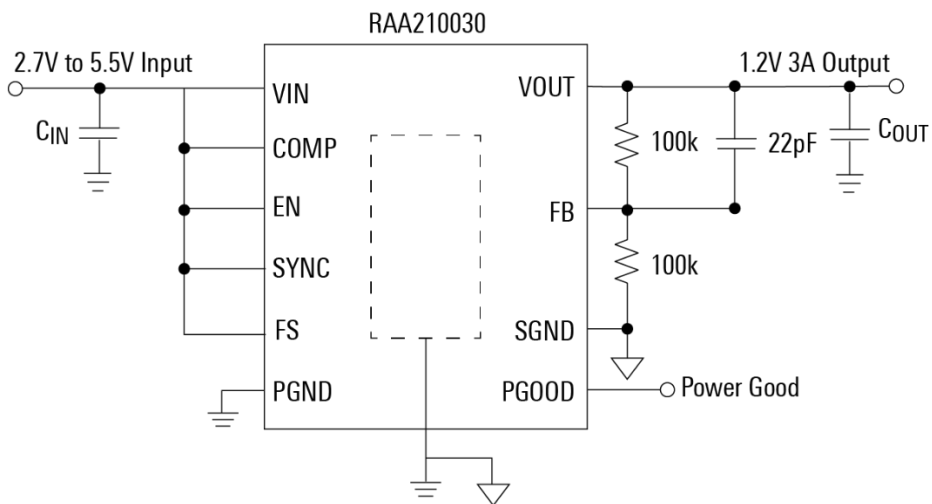 RAA210030
2.7V to 5.5V Input
1.2V 3A Output
VIN
VOUT
CIN
COMP
100k
22pF
COUT
EN
FB
SYNC
100k
FS
SGND
PGND
PGOOD
Power Good